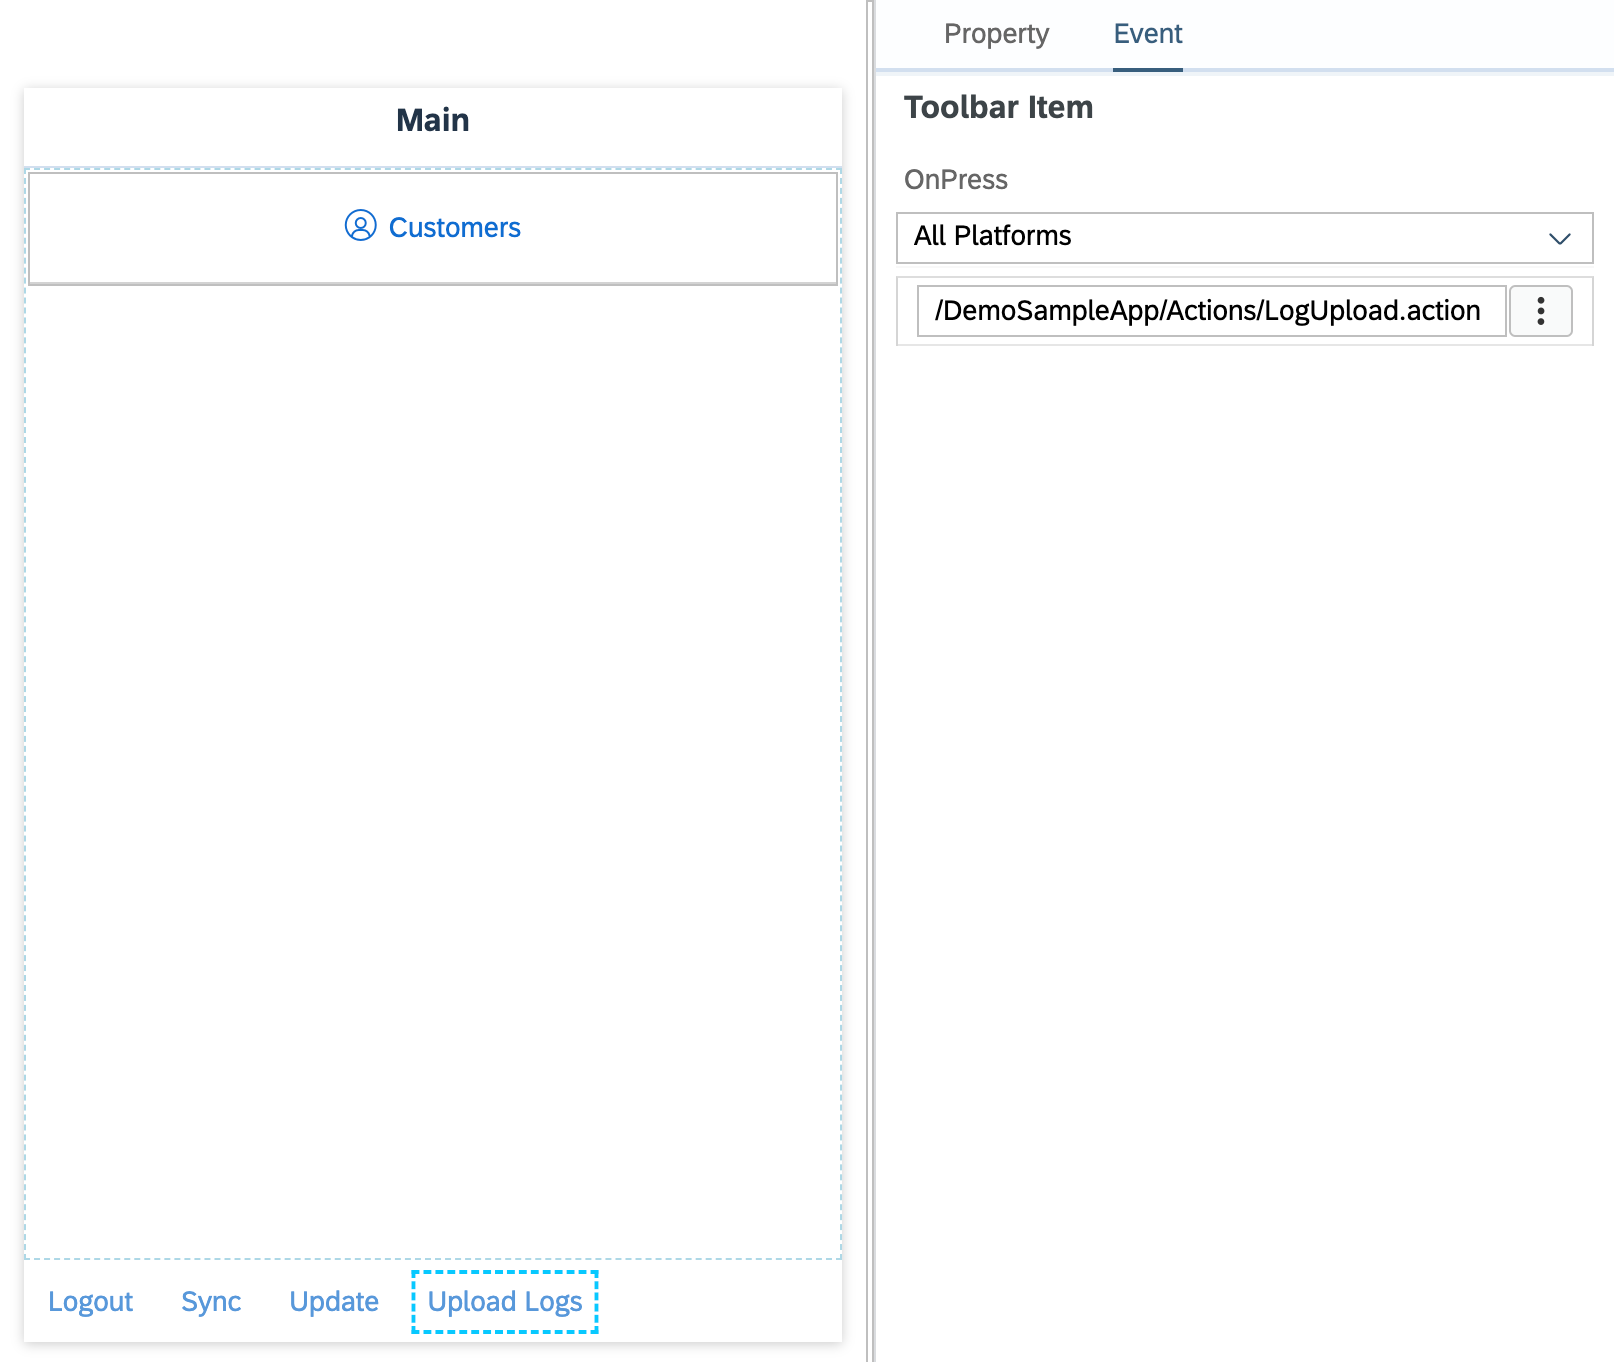 Main
Customers
Logout Sync Update Upload Logs
Property Event
Toolbar Item
OnPress
All Platforms
/DemoSampleApp/Actions/LogUpload.action